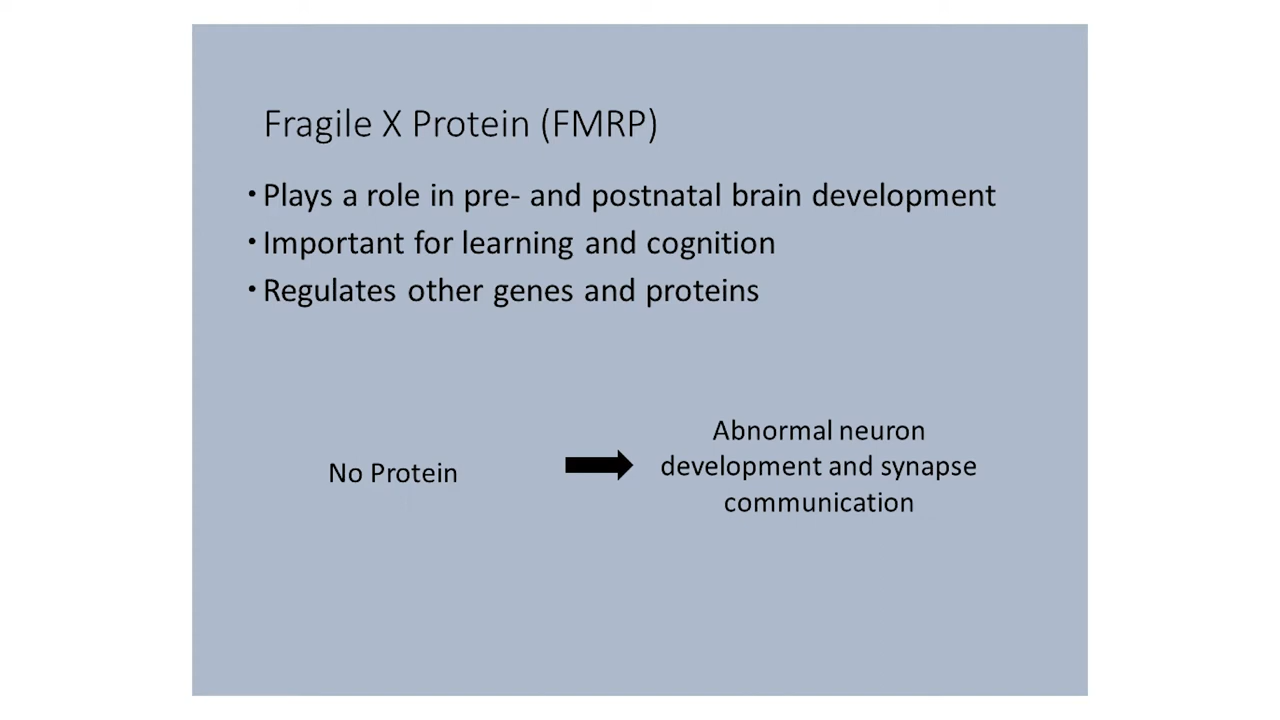 Fragile X Protein (FMRP)
• Plays a role in pre- and postnatal brain development
• Important for learning and cognition
• Regulates other genes and proteins
No Protein
Abnormal neuron
development and synapse
communication